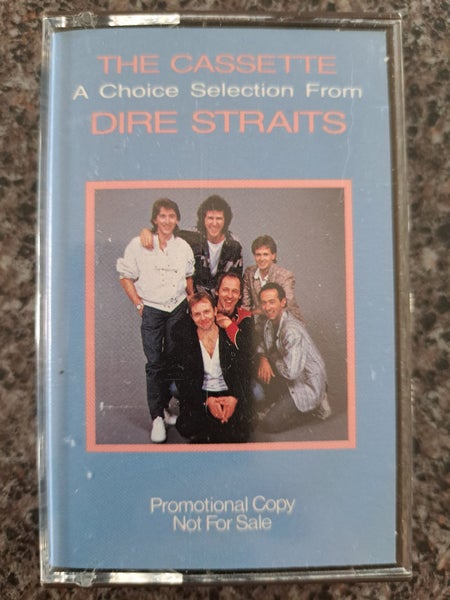 THE CASSETTE
A Choice Selection From
DIRE STRAITS
Promotional Copy
Not For Sale